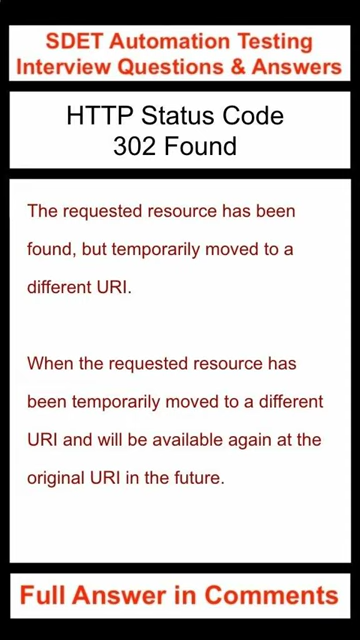 SDET Automation Testing
Interview Questions & Answers
HTTP Status Code
302 Found
The requested resource has been
found, but temporarily moved to a
different URI.
When the requested resource has
been temporarily moved to a different
URI and will be available again at the
original URI in the future.
Full Answer in Comments